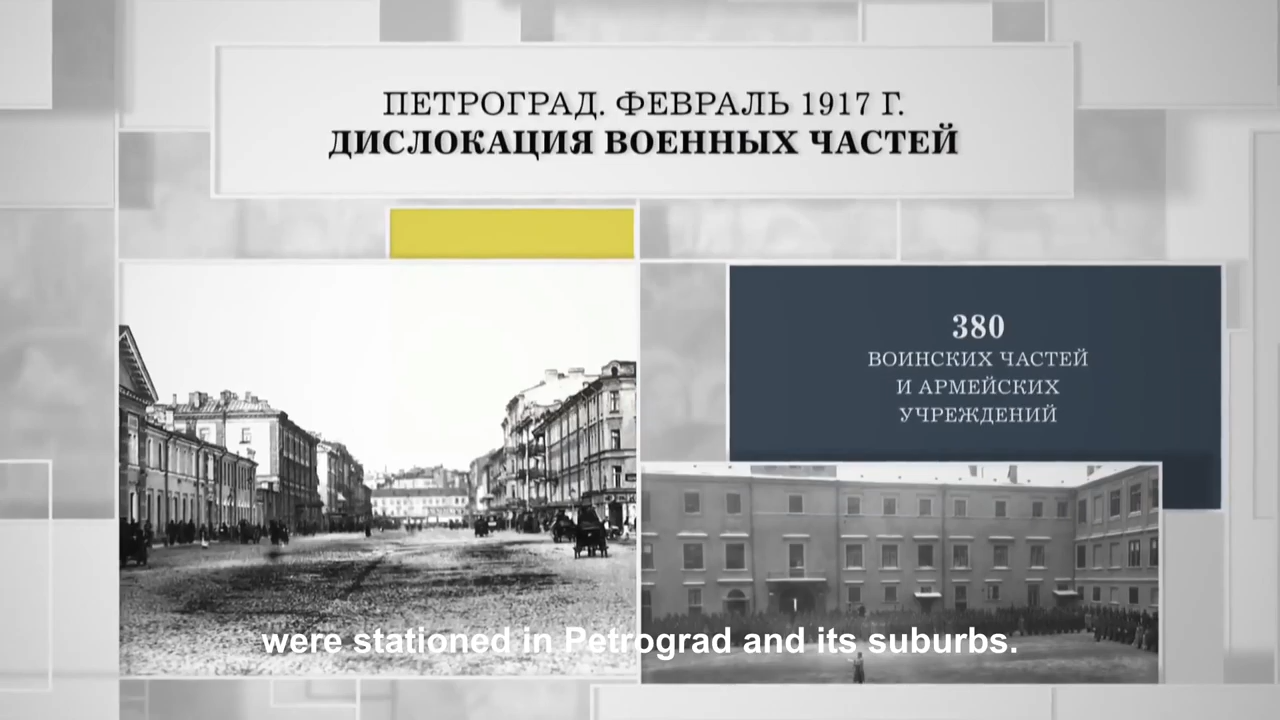 ПЕТРОГРАД. ФЕВРАЛЬ 1917 Г.
ДИСЛОКАЦИЯ ВОЕННЫХ ЧАСТЕЙ
380
ВОИНСКИХ ЧАСТЕЙ
И АРМЕЙСКИХ
УЧРЕЖДЕНИЙ
were stationed in Petrograd and its suburbs.